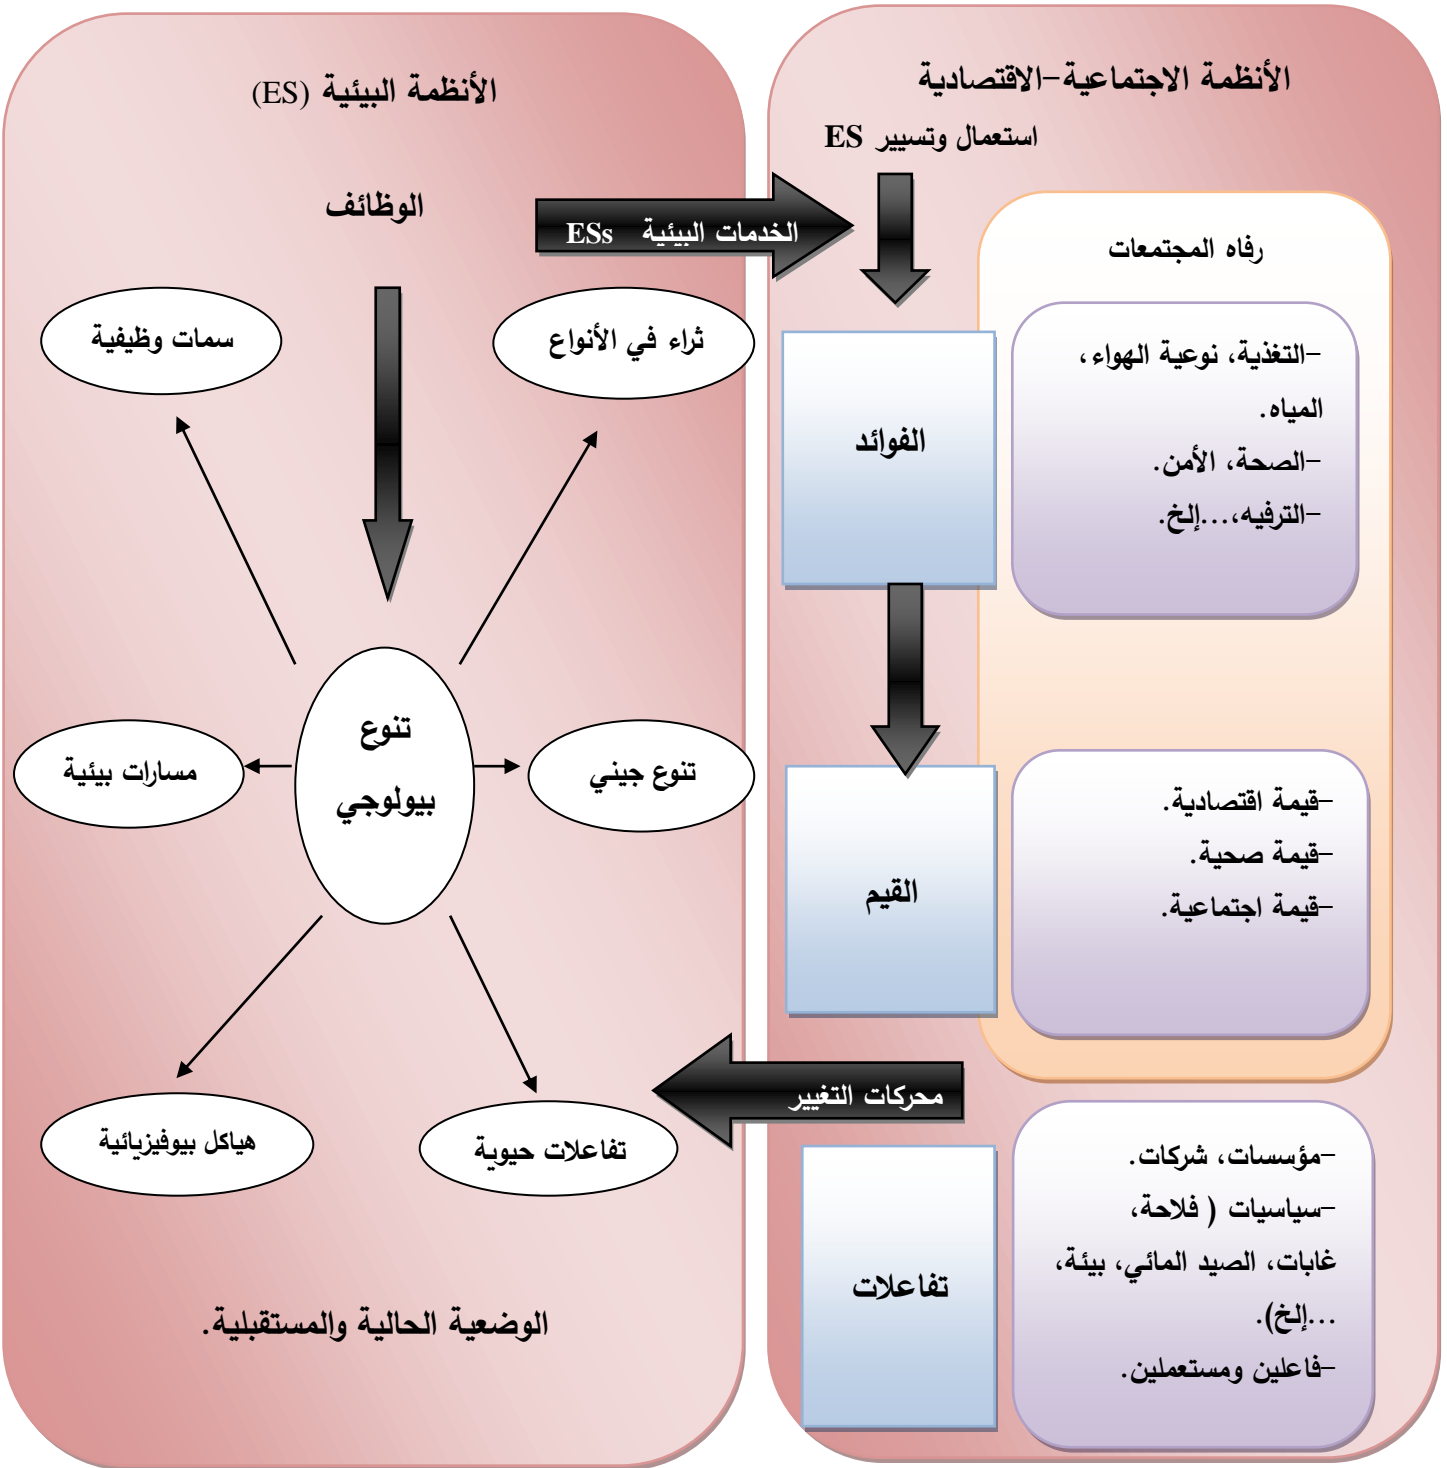 الأنظمة الاجتماعية-الاقتصادية
استعمال وتسيير ES
رفاه المجتمعات
الفوائد
-التغذية، نوعية الهواء،
المياه.
-الصحة، الأمن.
-الترفيه،...إلخ.
القيم
-قيمة اقتصادية.
-قيمة صحية.
-قيمة اجتماعية.
تفاعلات
-مؤسسات، شركات.
-سياسيات ( فلاحة،
غابات، الصيد المائي، بيئة،
...إلخ).
-فاعلين ومستعملين.
الخدمات البيئية ESs
محركات التغيير
الأنظمة البيئية (ES)
الوظائف
ثراء في الأنواع
سمات وظيفية
تنوع
بيولوجي
تنوع جيني
مسارات بيئية
تفاعلات حيوية
هياكل بيوفيزيائية
الوضعية الحالية والمستقبلية.